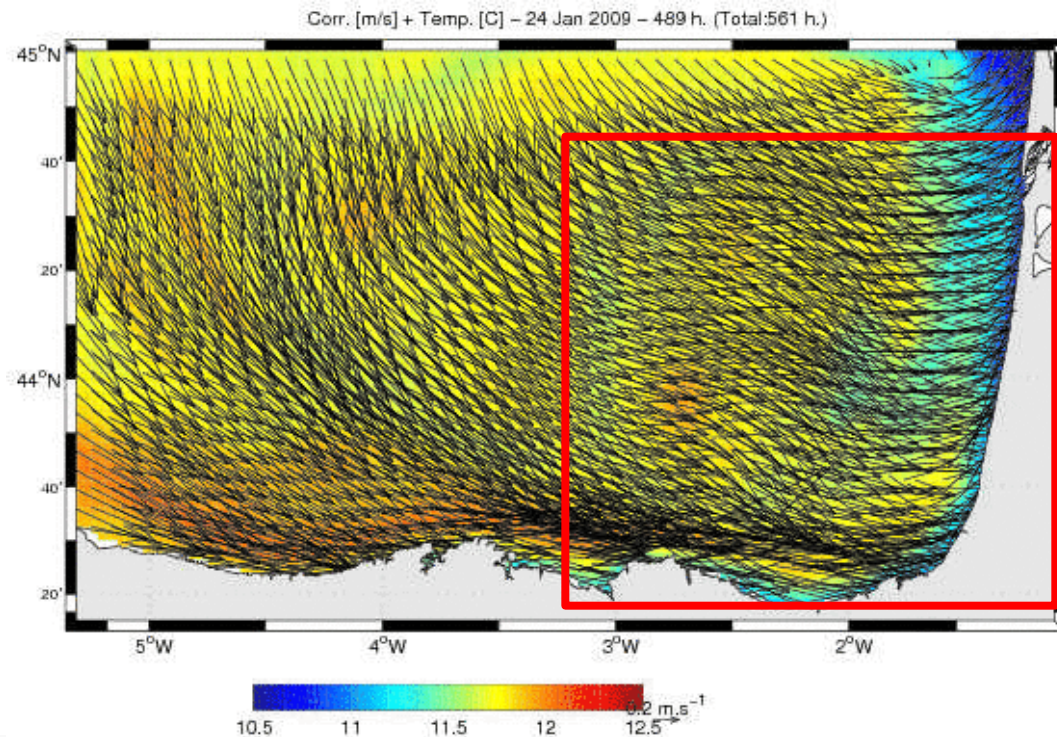 Corr. [m/s] + Temp. [C] − 24 Jan 2009 − 489 h. (Total:561 h.)
45°N
40'
20'
44°N
40'
20'
5°W 4°W 3°W 2°W
0.2 m.s⁻¹
10.5 11 11.5 12 12.5